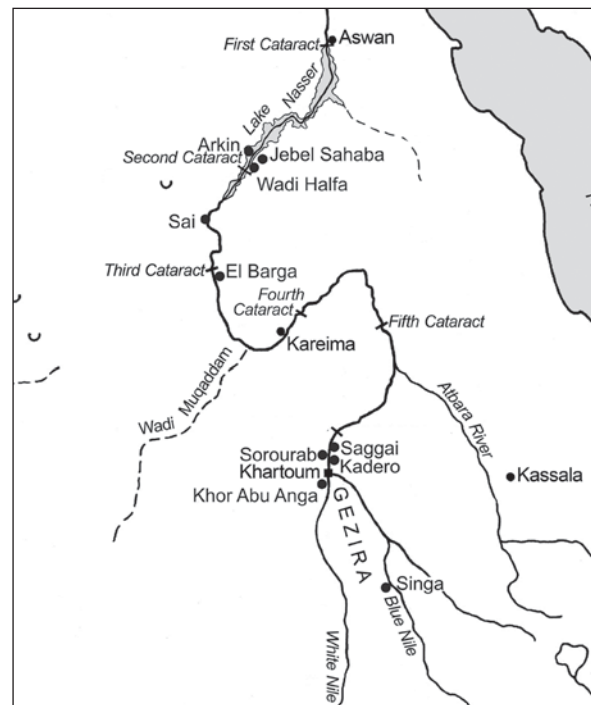 First Cataract
Aswan
Lake Nasser
Arkin
Second Cataract
Jebel Sahaba
Wadi Halfa
Sai
Third Cataract
El Barga
Fourth
Cataract
Fifth Cataract
Kareima
Wadi Muqaddam
Atbara River
Sorourab
Saggai
Khartoum
Kadero
Kassala
Khor Abu Anga
GEZIRA
Singa
Blue Nile
White Nile